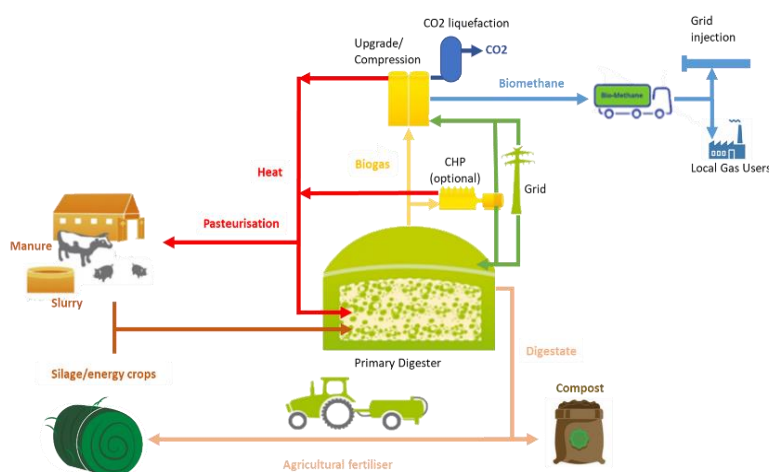 CO2 liquefaction
Grid
injection
Upgrade/
Compression
CO2
Biomethane
Bio-Methane
Biogas
CHP
(optional)
Heat
Grid
Local Gas Users
Pasteurisation
Manure
Slurry
Primary Digester
Digestate
Silage/energy crops
Compost
Agricultural fertiliser